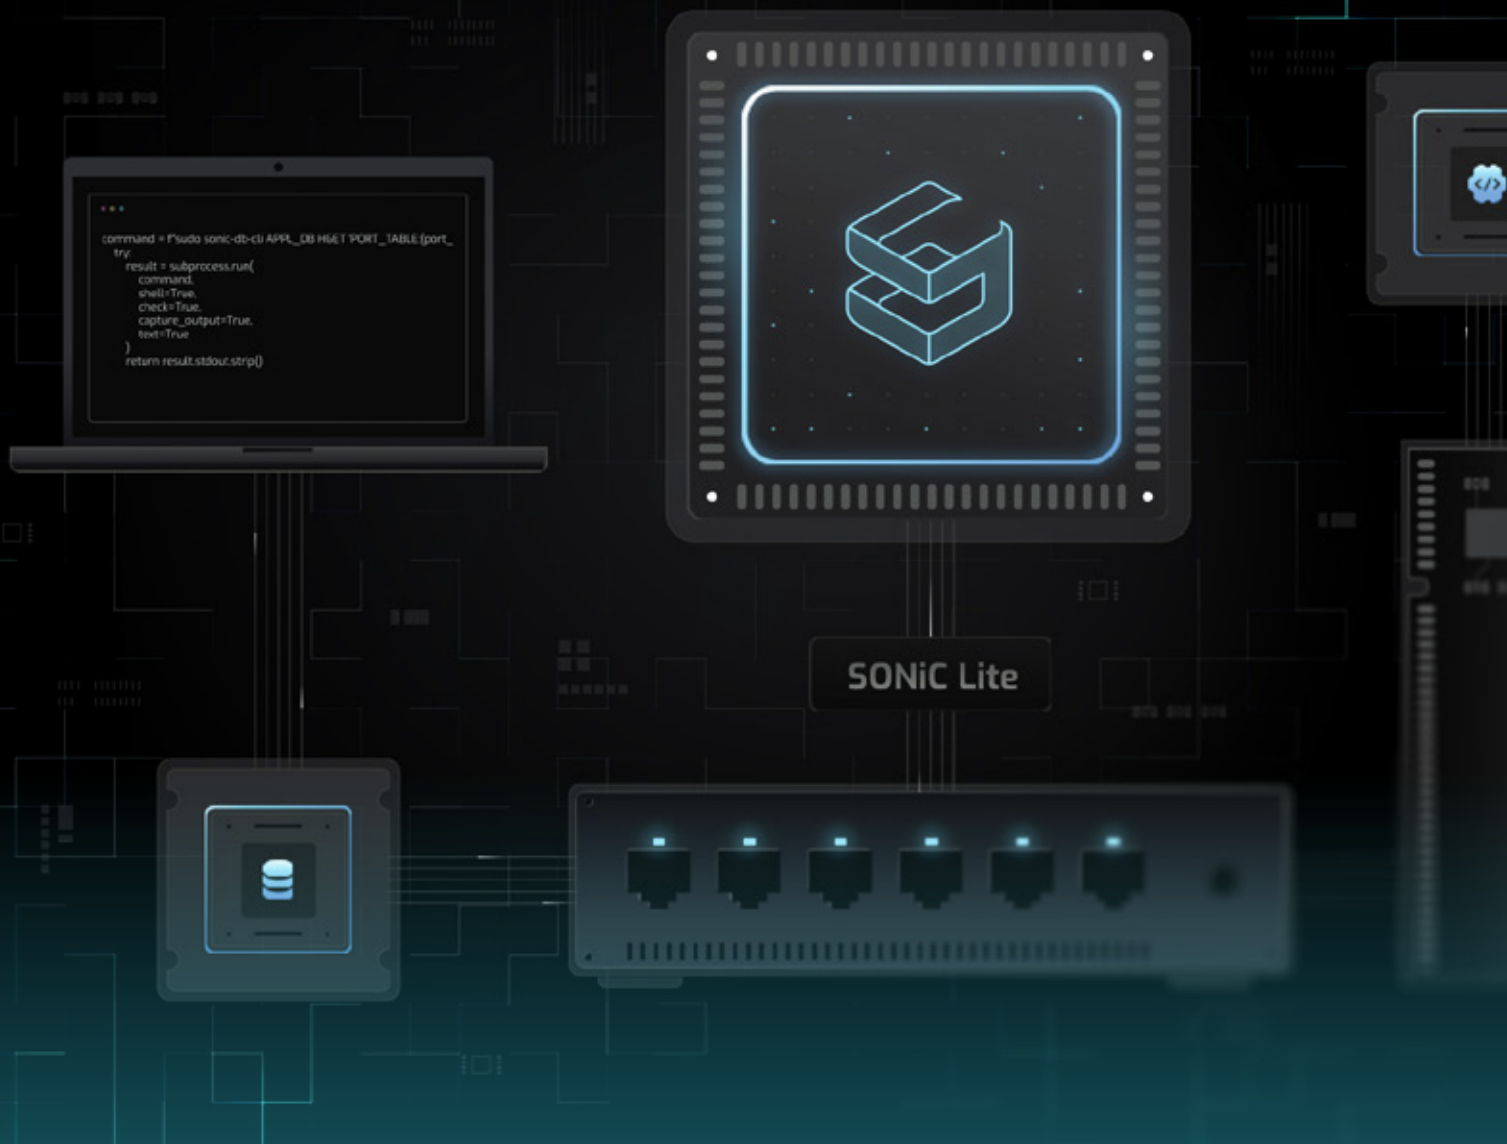 command = f"sudo sonic-db-cli APPL_DB HGET 'PORT_TABLE:{port_
try:
result = subprocess.run(
command,
shell=True,
check=True,
capture_output=True,
text=True
)
return result.stdout.strip()
SONiC Lite